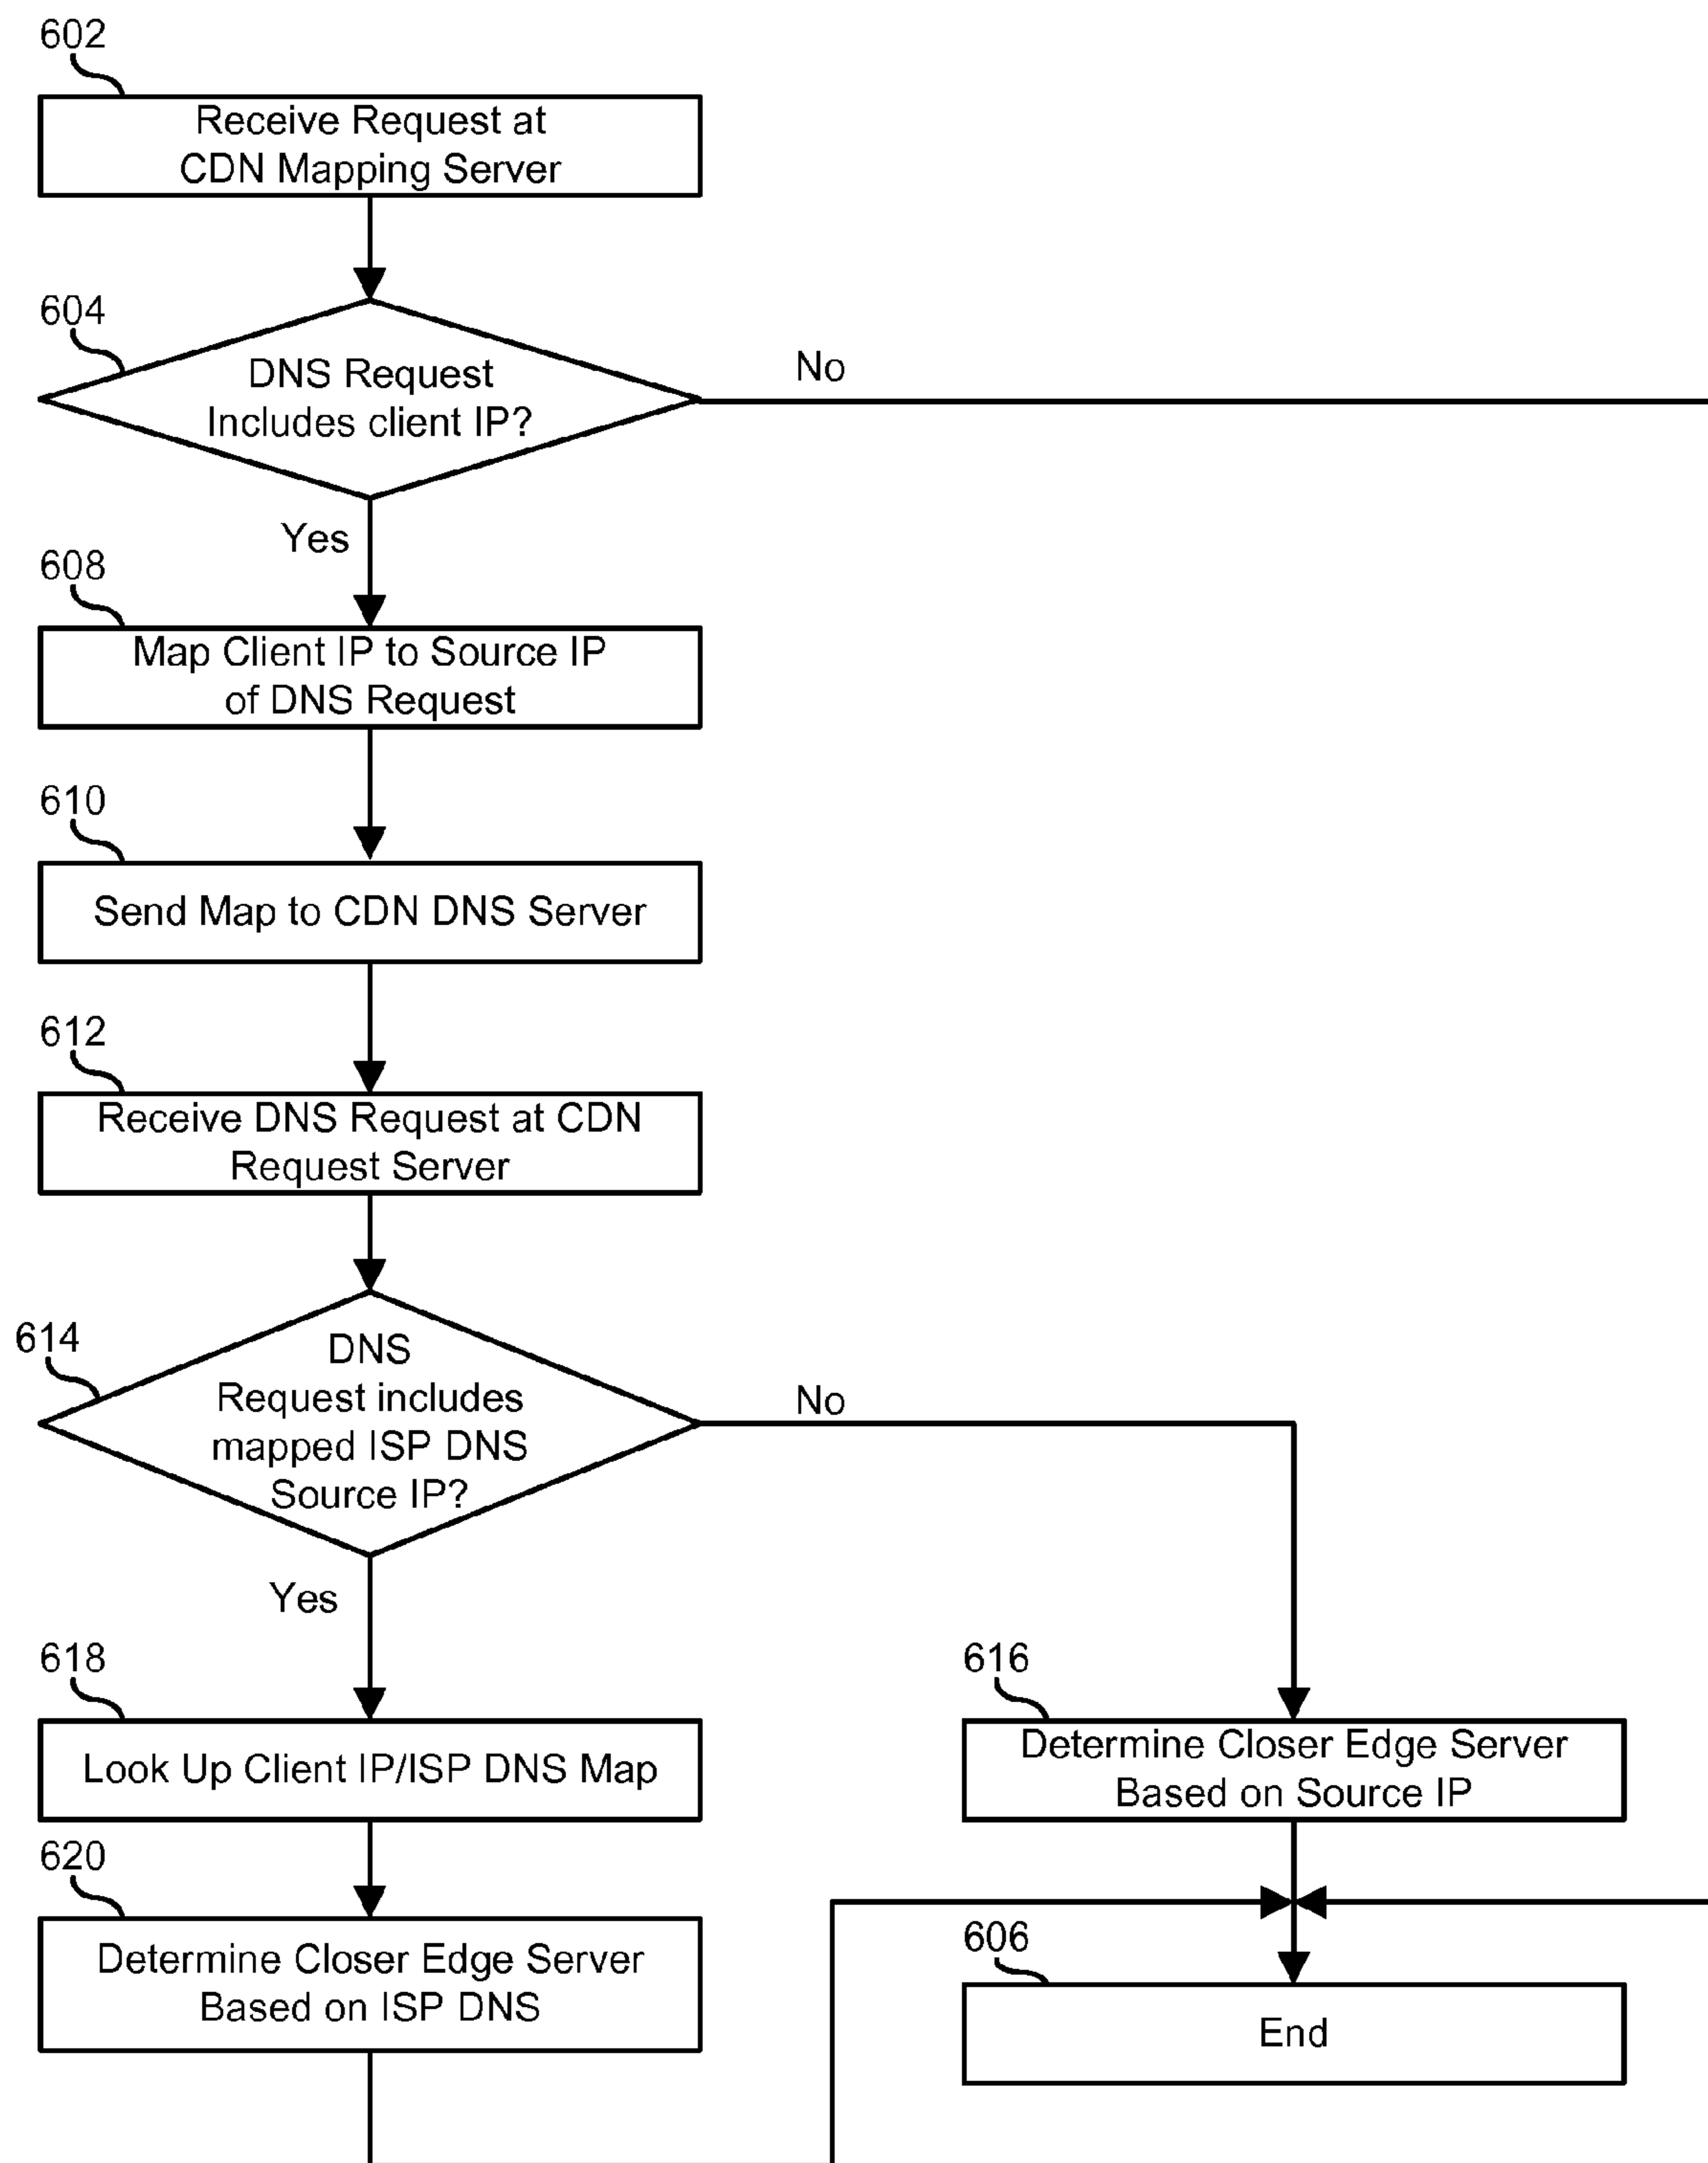 602
Receive Request at
CDN Mapping Server
604
DNS Request
Includes client IP?
No
Yes
608
Map Client IP to Source IP
of DNS Request
610
Send Map to CDN DNS Server
612
Receive DNS Request at CDN
Request Server
614
DNS
Request includes
mapped ISP DNS
Source IP?
No
Yes
618
Look Up Client IP/ISP DNS Map
616
Determine Closer Edge Server
Based on Source IP
620
Determine Closer Edge Server
Based on ISP DNS
606
End